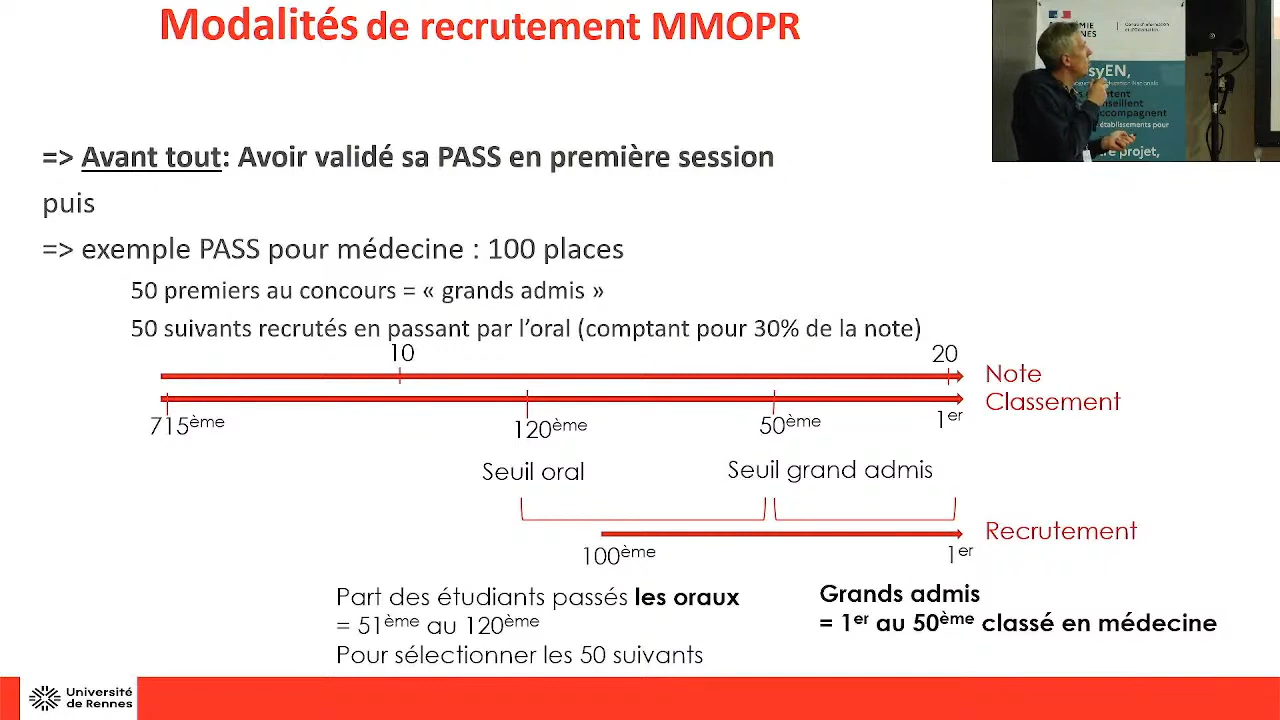 Modalités de recrutement MMOPR
=> Avant tout: Avoir validé sa PASS en première session
puis
=> exemple PASS pour médecine : 100 places
50 premiers au concours = « grands admis »
50 suivants recrutés en passant par l'oral (comptant pour 30% de la note)
10 20
Note
Classement
715ème 120ème 50ème 1er
Seuil oral Seuil grand admis
Recrutement
100ème 1er
Part des étudiants passés les oraux
= 51ème au 120ème
Pour sélectionner les 50 suivants
Grands admis
= 1er au 50ème classé en médecine
Université
de Rennes
syEN,